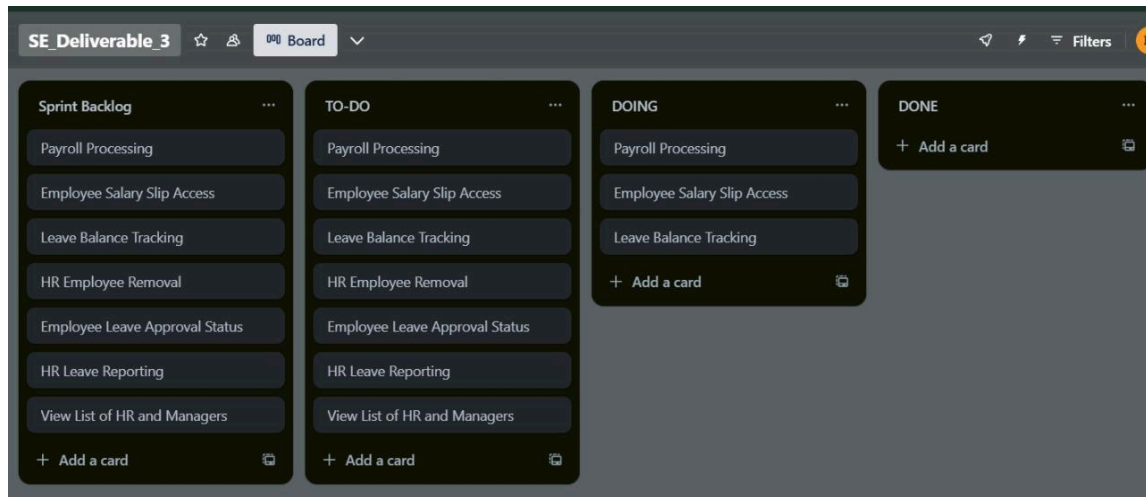 SE_Deliverable_3 Board Filters
Sprint Backlog
Payroll Processing
Employee Salary Slip Access
Leave Balance Tracking
HR Employee Removal
Employee Leave Approval Status
HR Leave Reporting
View List of HR and Managers
+ Add a card
TO-DO
Payroll Processing
Employee Salary Slip Access
Leave Balance Tracking
HR Employee Removal
Employee Leave Approval Status
HR Leave Reporting
View List of HR and Managers
+ Add a card
DOING
Payroll Processing
Employee Salary Slip Access
Leave Balance Tracking
+ Add a card
DONE
+ Add a card